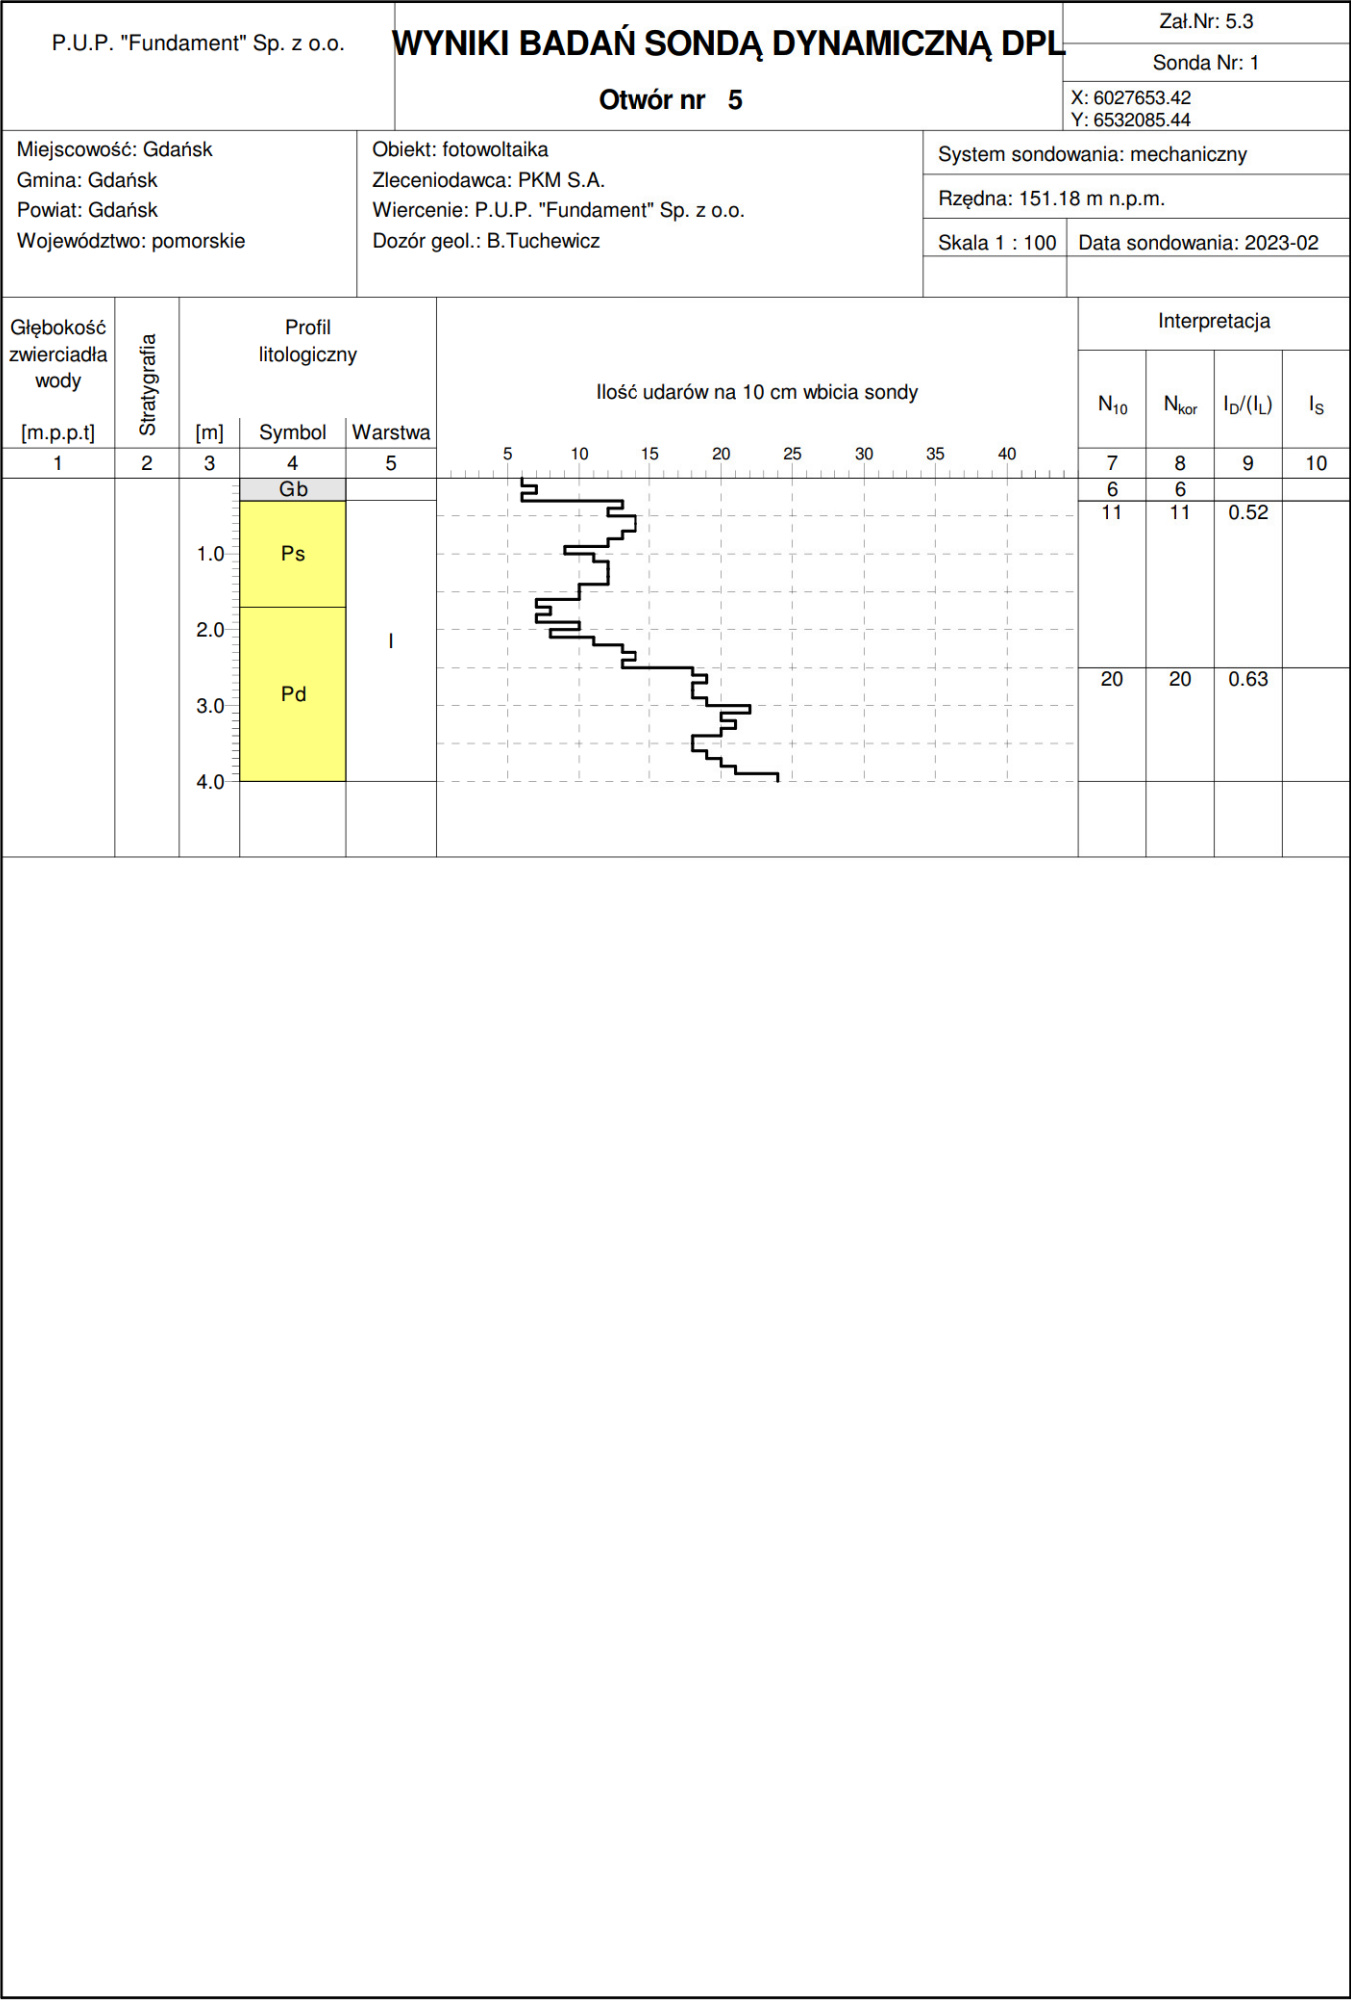 P.U.P. "Fundament" Sp. z o.o.
WYNIKI BADAŃ SONDĄ DYNAMICZNĄ DPL
Otwór nr 5
Zał.Nr: 5.3
Sonda Nr: 1
X: 6027653.42
Y: 6532085.44
Miejscowość: Gdańsk
Gmina: Gdańsk
Powiat: Gdańsk
Województwo: pomorskie
Obiekt: fotowoltaika
Zleceniodawca: PKM S.A.
Wiercenie: P.U.P. "Fundament" Sp. z o.o.
Dozór geol.: B.Tuchewicz
System sondowania: mechaniczny
Rzędna: 151.18 m n.p.m.
Skala 1 : 100
Data sondowania: 2023-02
Głębokość
zwierciadła
wody
[m.p.p.t]
Stratygrafia
Profil
litologiczny
[m]
Symbol
Warstwa
Ilość udarów na 10 cm wbicia sondy
Interpretacja
N10
Nkor
ID/(IL)
IS
5 10 15 20 25 30 35 40
1 2 3 4 5 7 8 9 10
Gb
6 6
11 11 0.52
1.0
Ps
2.0
I
20 20 0.63
Pd
3.0
4.0